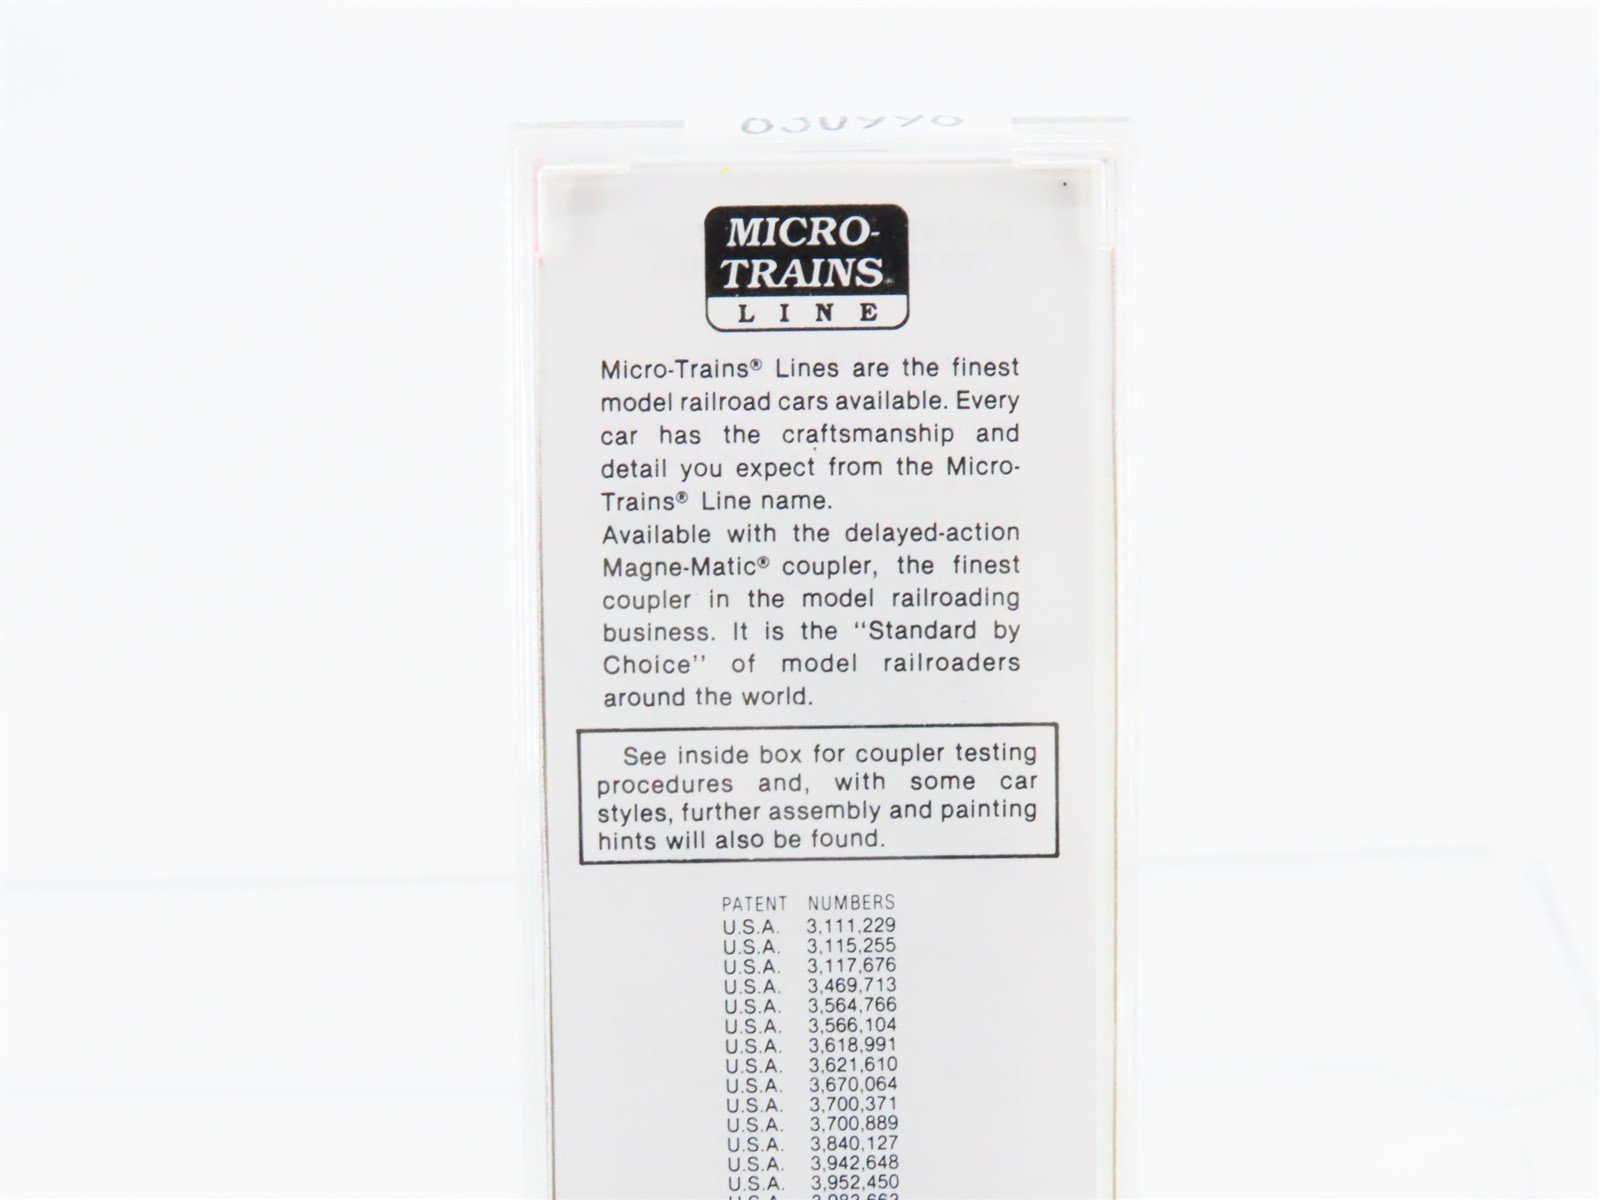 MICRO-
TRAINS®
LINE
Micro-Trains® Lines are the finest
model railroad cars available. Every
car has the craftsmanship and
detail you expect from the Micro-
Trains® Line name.
Available with the delayed-action
Magne-Matic® coupler, the finest
coupler in the model railroading
business. It is the "Standard by
Choice" of model railroaders
around the world.
See inside box for coupler testing
procedures and, with some car
styles, further assembly and painting
hints will also be found.
PATENT NUMBERS
U.S.A. 3,111,229
U.S.A. 3,115,255
U.S.A. 3,117,676
U.S.A. 3,469,713
U.S.A. 3,564,766
U.S.A. 3,566,104
U.S.A. 3,618,991
U.S.A. 3,621,610
U.S.A. 3,670,064
U.S.A. 3,700,371
U.S.A. 3,700,889
U.S.A. 3,840,127
U.S.A. 3,942,648
U.S.A. 3,952,450